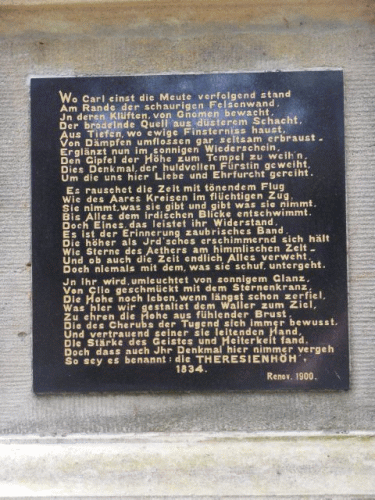 Wo Carl einst die Meute verfolgend stand
Am Rande der schaurigen Felsenwand.
Jn deren Klüften, von Gnomen bewacht,
Der brodelnde Quell aus düsterem Schacht,
Aus Tiefen, wo ewige Finsterniss haust,
Von Dämpfen umflossen gar seltsam erbraust -
Erglänzt nun im sonnigen Wiederschein,
Den Gipfel der Höhe zum Tempel zu weih'n,
Dies Denkmal, der huldvollen Fürstin geweiht,
Um die uns hier Liebe und Ehrfurcht gereiht.
Es rauschet die Zeit mit tönendem Flug
Wie des Aares Kreisen im flüchtigen Zug,
Sie nimmt, was sie gibt und gibt was sie nimmt.
Bis Alles dem irdischen Blicke entschwimmt.
Doch Eines das leistet ihr Widerstand.
Es ist der Erinnerung zaubrisches Band,
Die höher als Ird'sches erschimmernd sich hält
Wie Sterne des Aethers am himmlischen Zelt -
Und ob auch die Zeit endlich Alles verweht
Doch niemals mit dem, was sie schuf, untergeht.
Jn ihr wird, umleuchtet von sonnigem Glanz,
Von Clio geschmückt mit dem Sternenkranz,
Die Hohe noch leben, wenn längst schon zerfiel,
Was hier wir gestaltet dem Waller zum Ziel,
Zu ehren die Hohe aus fühlender Brust.
Die des Cherubs der Tugend sich immer bewusst.
Und vertrauend seiner sie leitenden Hand,
Die Stärke des Geistes und Heiterkeit fand.
Doch dass auch Jhr Denkmal hier nimmer vergeh
So sey es benannt: die THERESIENHÖH'.
1834.
Renov. 1900.